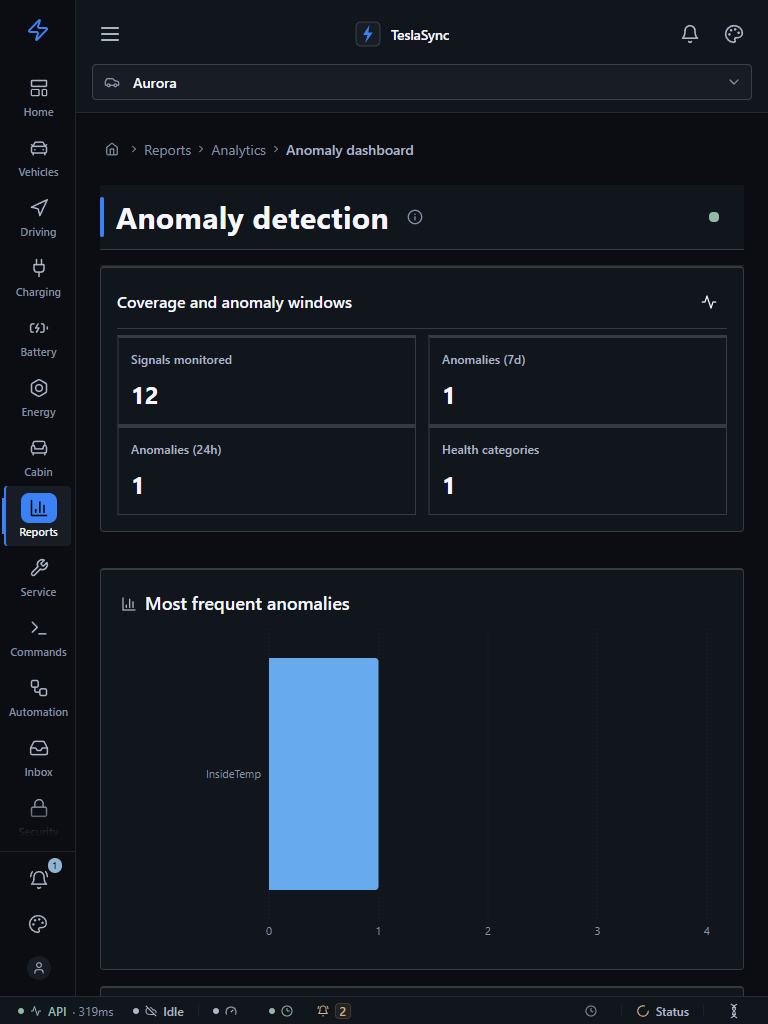 TeslaSync
Aurora
Home
Vehicles
Driving
Charging
Battery
Energy
Cabin
Reports
Service
Commands
Automation
Inbox
Security
1
Reports
Analytics
Anomaly dashboard
Anomaly detection
Coverage and anomaly windows
Signals monitored
12
Anomalies (7d)
1
Anomalies (24h)
1
Health categories
1
Most frequent anomalies
InsideTemp
0 1 2 3 4
API · 319ms
Idle
2
Status